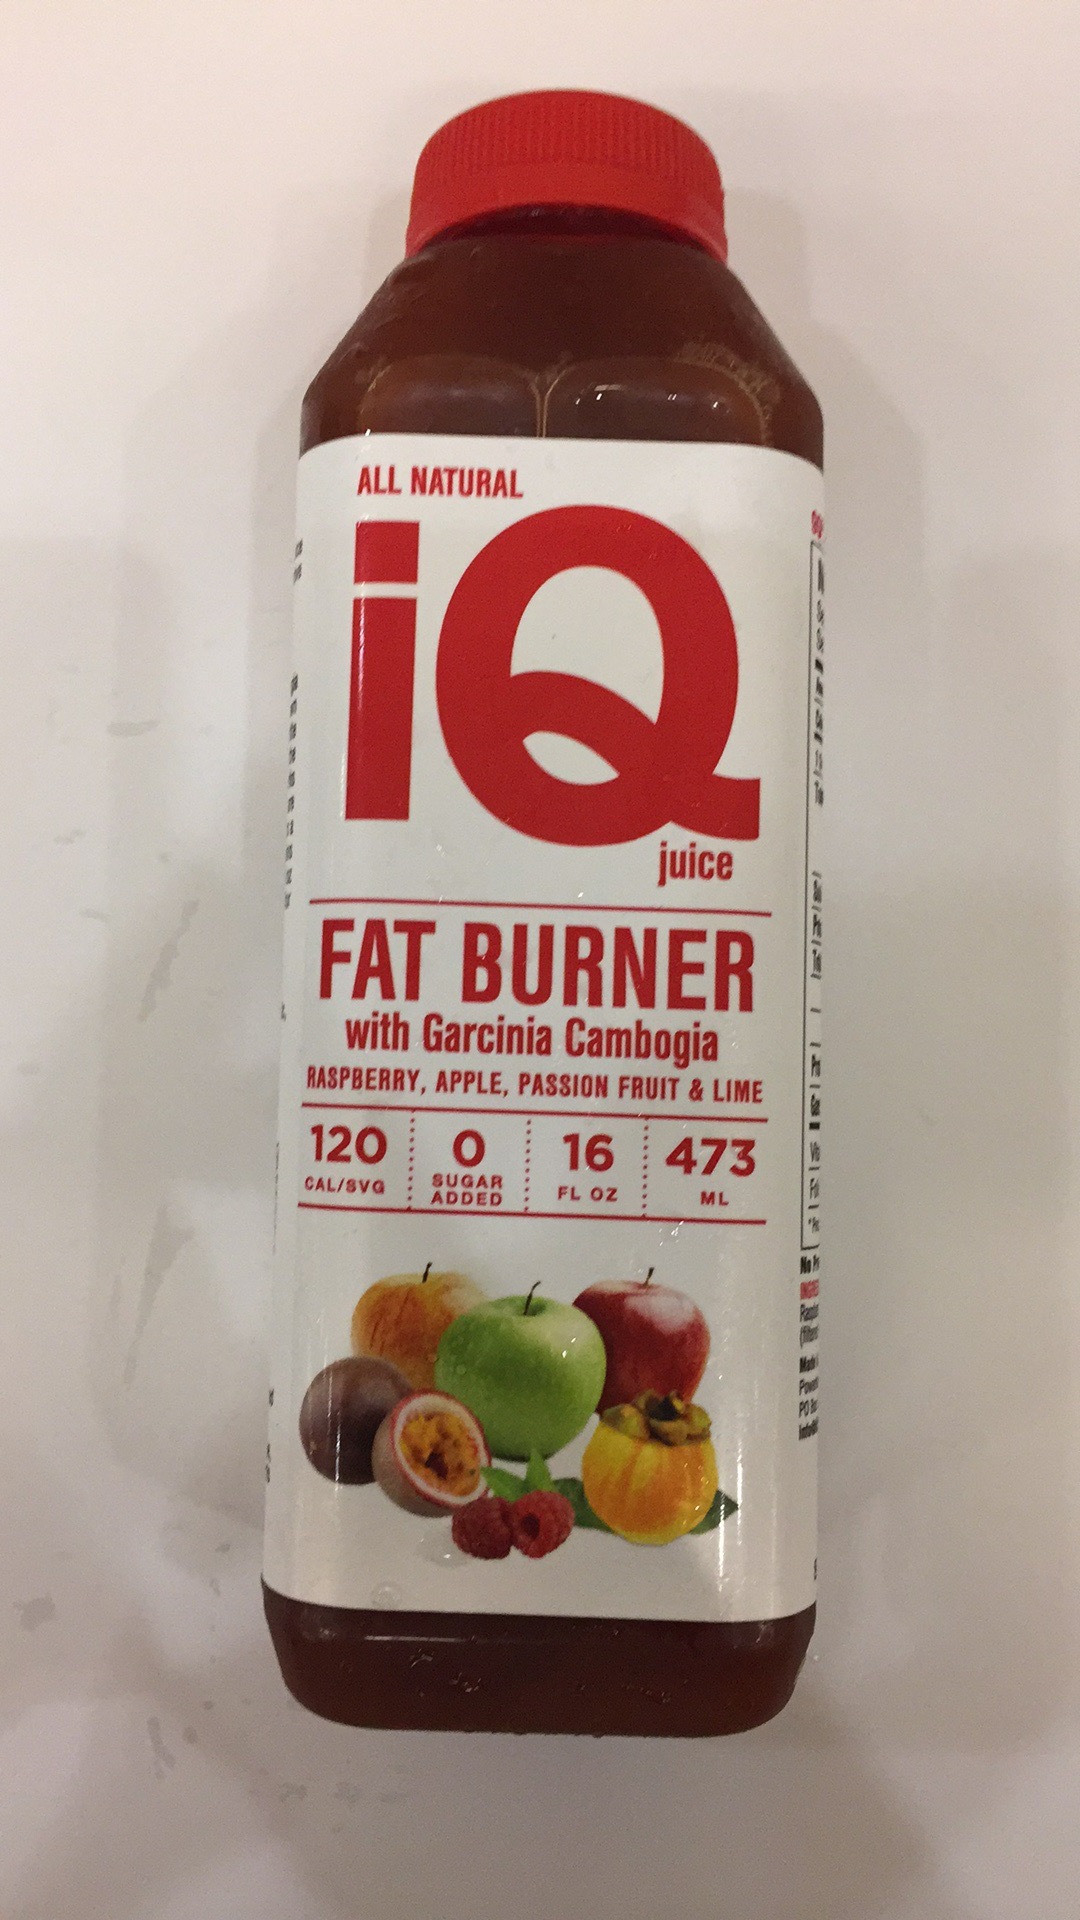 ALL NATURAL
iQ
juice
FAT BURNER
with Garcinia Cambogia
RASPBERRY, APPLE, PASSION FRUIT & LIME
120 0 16 473
CAL/SVG SUGAR ADDED FL OZ ML